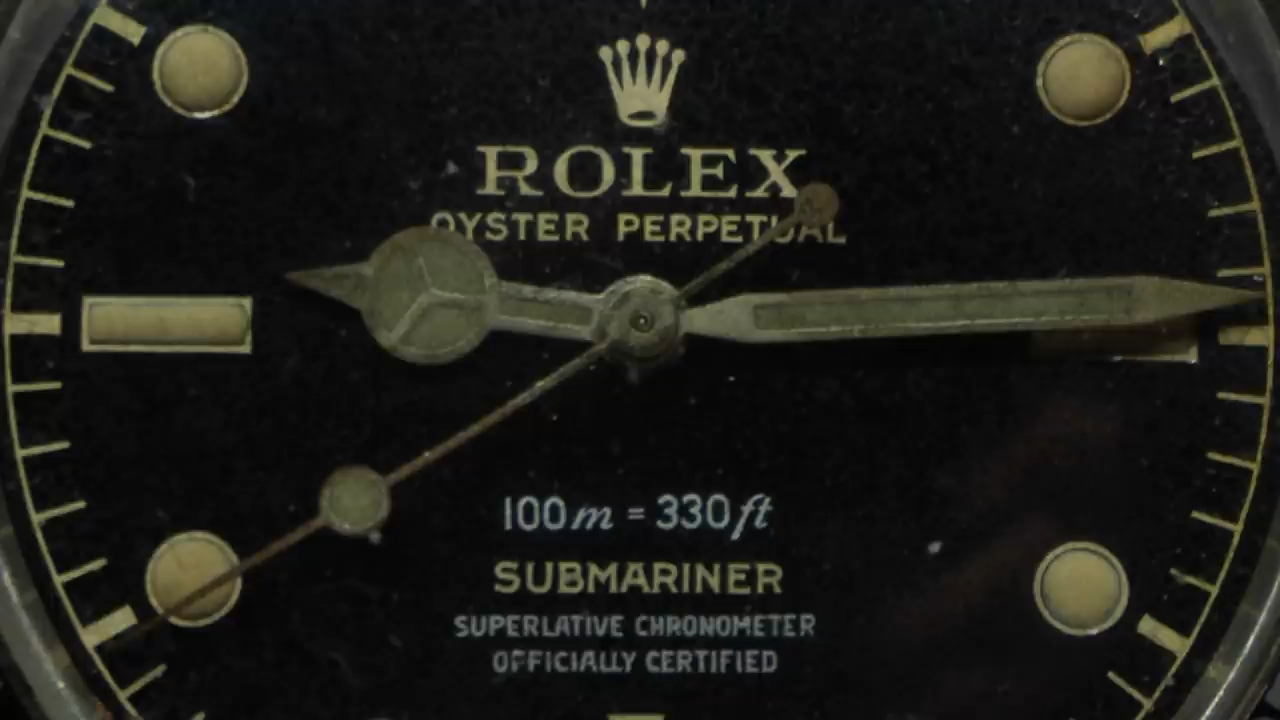 ROLEX
OYSTER PERPETUAL
100m = 330ft
SUBMARINER
SUPERLATIVE CHRONOMETER
OFFICIALLY CERTIFIED